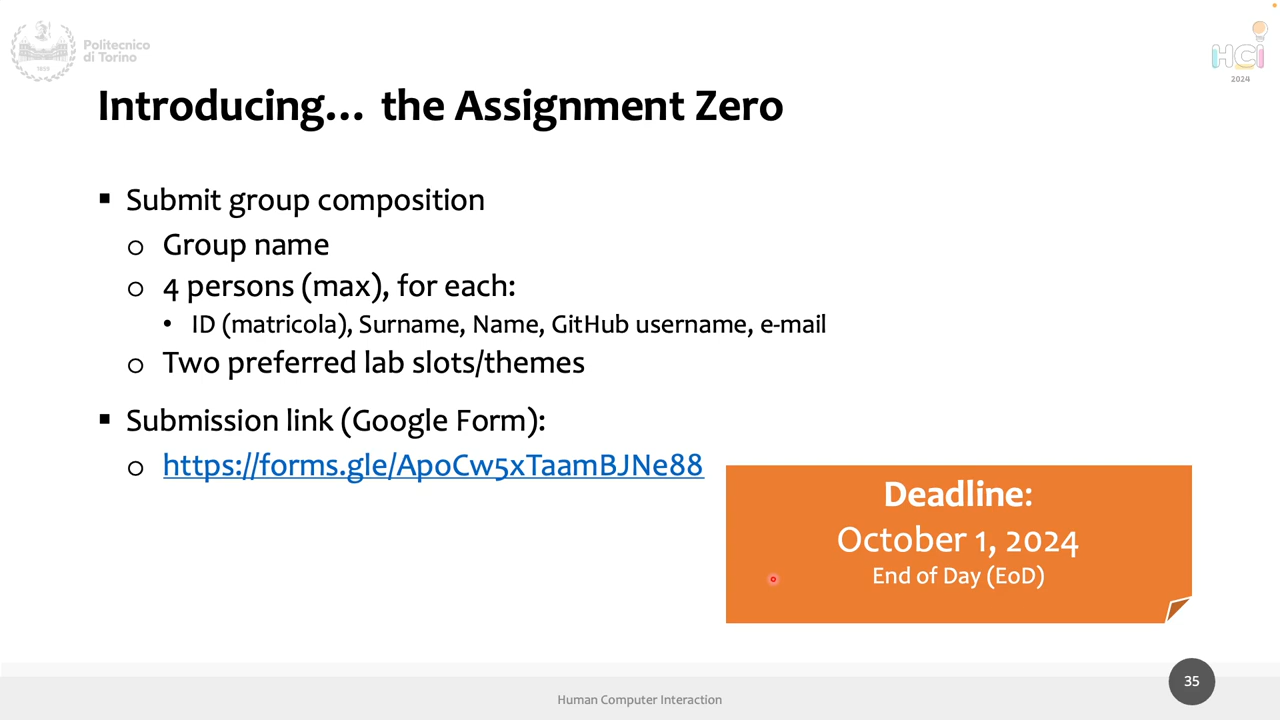 Politecnico
di Torino
1859
HCI
2024
Introducing... the Assignment Zero
▪ Submit group composition
o Group name
o 4 persons (max), for each:
• ID (matricola), Surname, Name, GitHub username, e-mail
o Two preferred lab slots/themes
▪ Submission link (Google Form):
o https://forms.gle/ApoCw5xTaamBJNe88
Deadline:
October 1, 2024
End of Day (EoD)
Human Computer Interaction
35